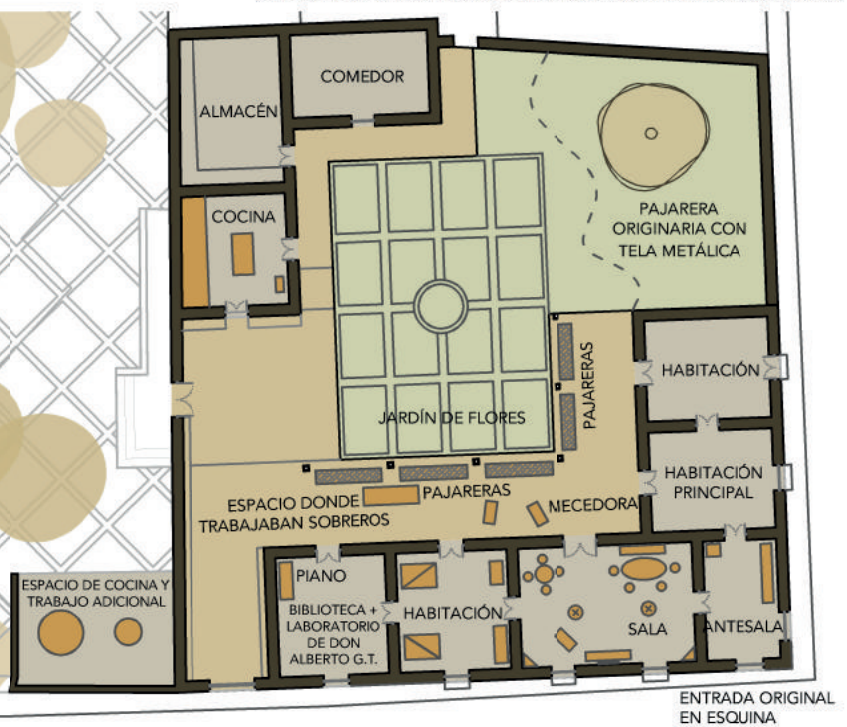 COMEDOR
ALMACÉN
COCINA
PAJARERA
ORIGINARIA CON
TELA METÁLICA
PAJARERAS
HABITACIÓN
JARDÍN DE FLORES
HABITACIÓN
PRINCIPAL
PAJARERAS
ESPACIO DONDE
TRABAJABAN SOBREROS
MECEDORA
ESPACIO DE COCINA Y
TRABAJO ADICIONAL
PIANO
BIBLIOTECA +
LABORATORIO
DE DON
ALBERTO G.T.
HABITACIÓN
SALA
ANTESALA
ENTRADA ORIGINAL
EN ESQUINA